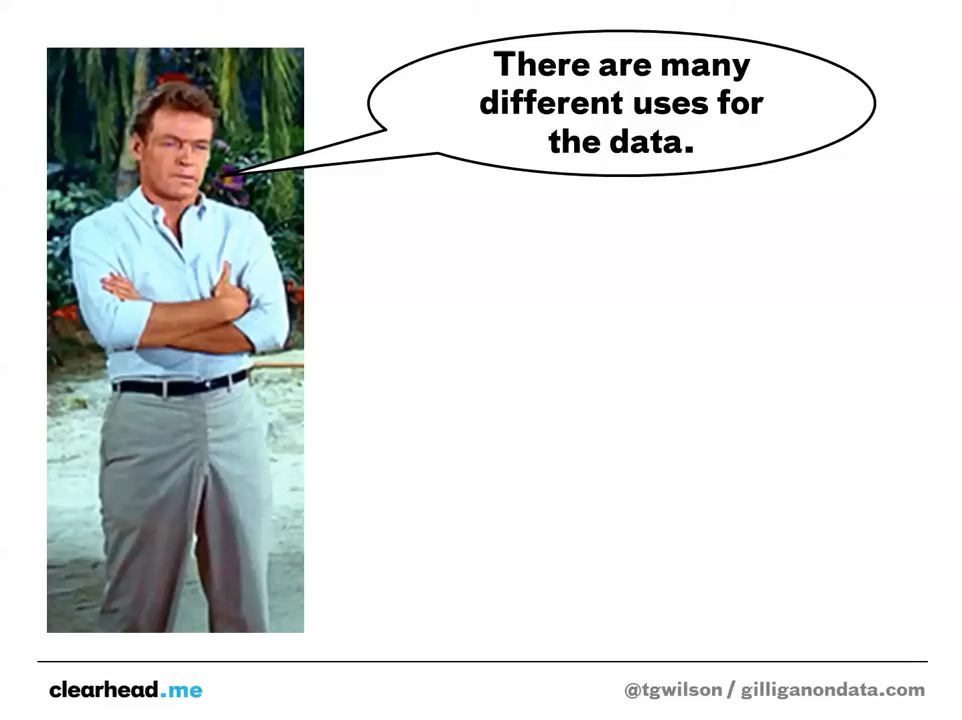 There are many
different uses for
the data.
clearhead.me
@tgwilson / gilliganondata.com